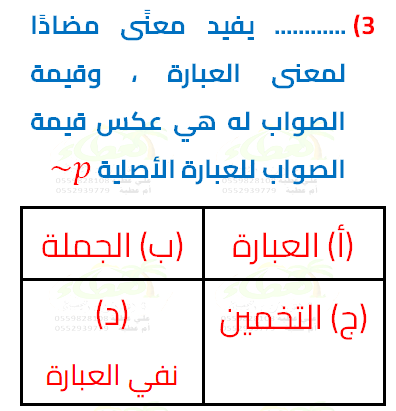 3) ............ يفيد معنًى مضادًا
لمعنى العبارة ، وقيمة
الصواب له هي عكس قيمة
الصواب للعبارة الأصلية ~p
(أ) العبارة
(ب) الجملة
(ج) التخمين
(د)
نفي العبارة